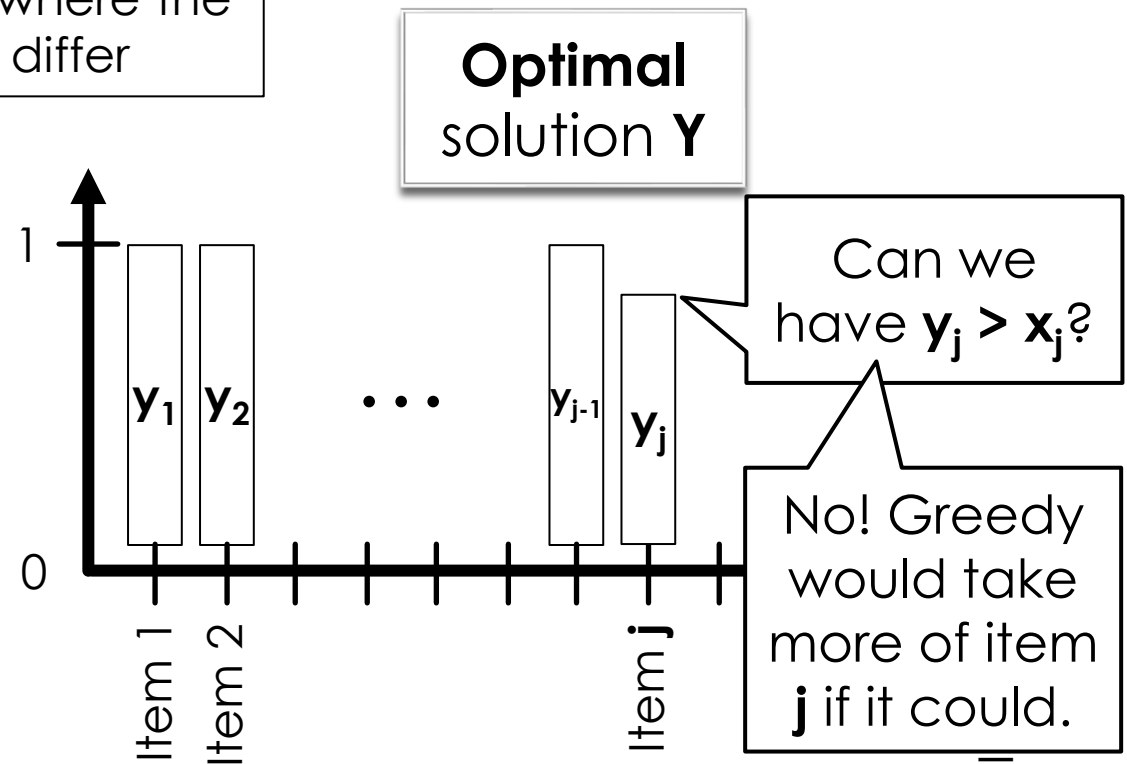 where the
differ
Optimal
solution Y
1
Can we
have yj > xj?
y1 y2 ... yj-1 yj
No! Greedy
would take
more of item
j if it could.
0
Item 1
Item 2
Item j